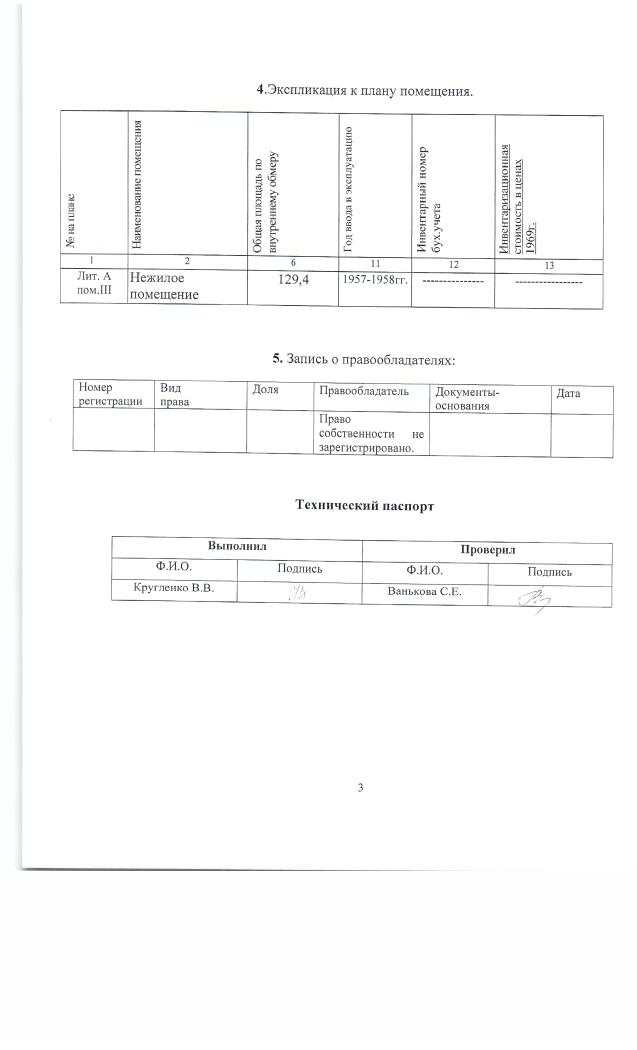 4.Экспликация к плану помещения.
№ на плане
Наименование помещения
Общая площадь по
внутреннему обмеру
Год ввода в эксплуатацию
Инвентарный номер
бух.учета
Инвентаризационная
стоимость в ценах
1969г.
1 2 6 11 12 13
Лит. А
пом.III
Нежилое
помещение
129,4
1957-1958гг.
---------------
-----------------
5. Запись о правообладателях:
Номер
регистрации
Вид
права
Доля
Правообладатель
Документы-
основания
Дата
Право
собственности не
зарегистрировано.
Технический паспорт
Выполнил Проверил
Ф.И.О. Подпись Ф.И.О. Подпись
Кругленко В.В. Ванькова С.Е.
3